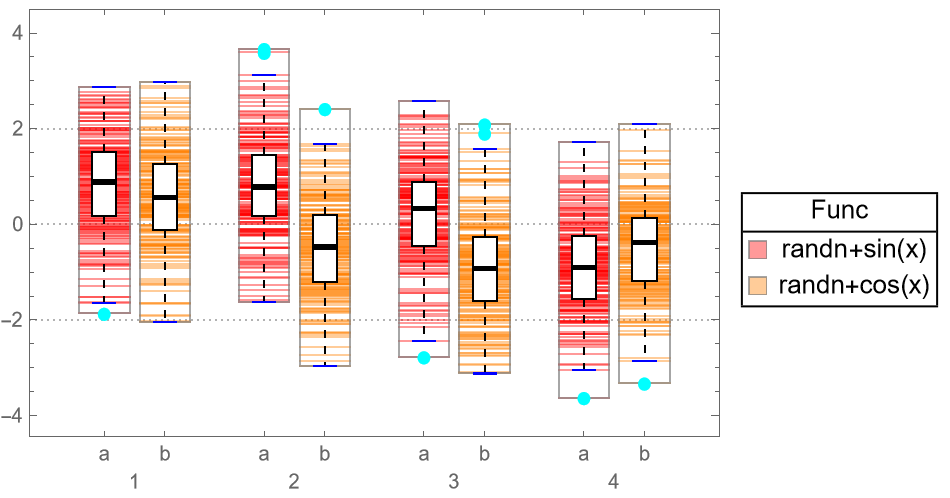 4
2
0
−2
−4
a b a b a b a b
1 2 3 4
Func
randn+sin(x)
randn+cos(x)